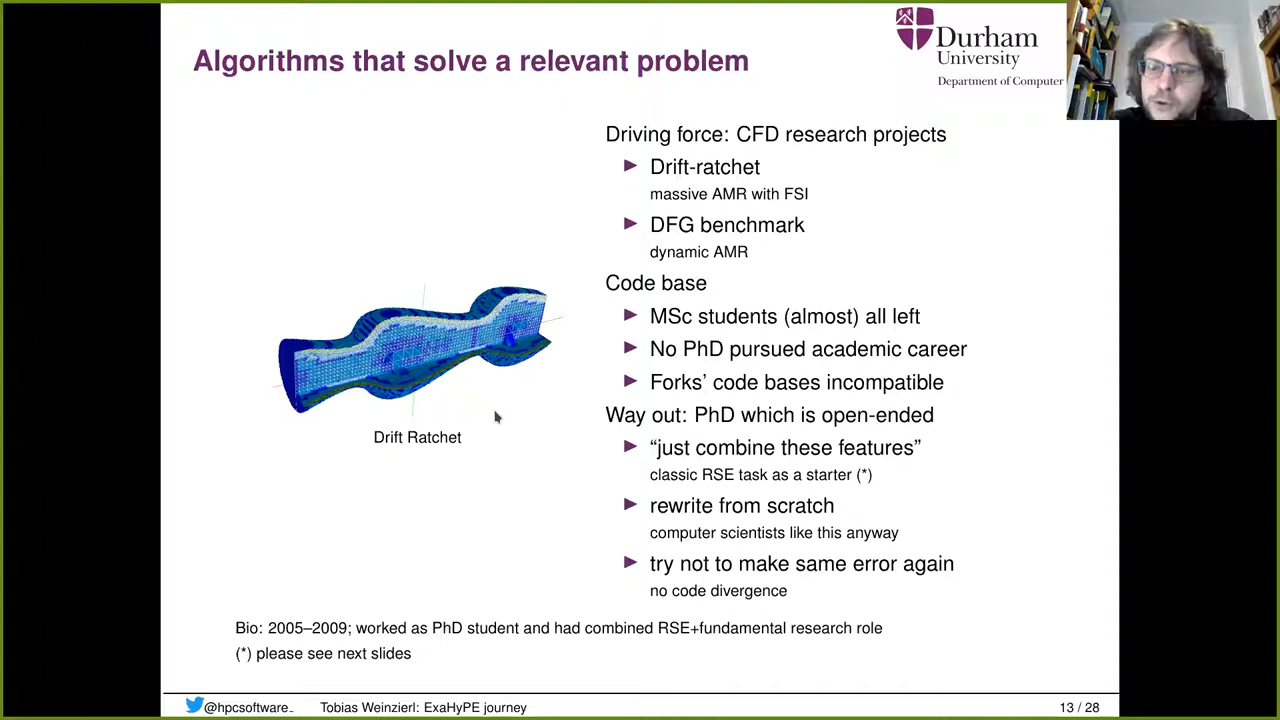 Algorithms that solve a relevant problem
Durham
University
Department of Computer
Driving force: CFD research projects
Drift-ratchet
massive AMR with FSI
DFG benchmark
dynamic AMR
Code base
MSc students (almost) all left
No PhD pursued academic career
Forks’ code bases incompatible
Way out: PhD which is open-ended
“just combine these features”
classic RSE task as a starter (*)
rewrite from scratch
computer scientists like this anyway
try not to make same error again
no code divergence
Drift Ratchet
Bio: 2005–2009; worked as PhD student and had combined RSE+fundamental research role
(*) please see next slides
@hpcsoftware_ Tobias Weinzierl: ExaHyPE journey 13 / 28